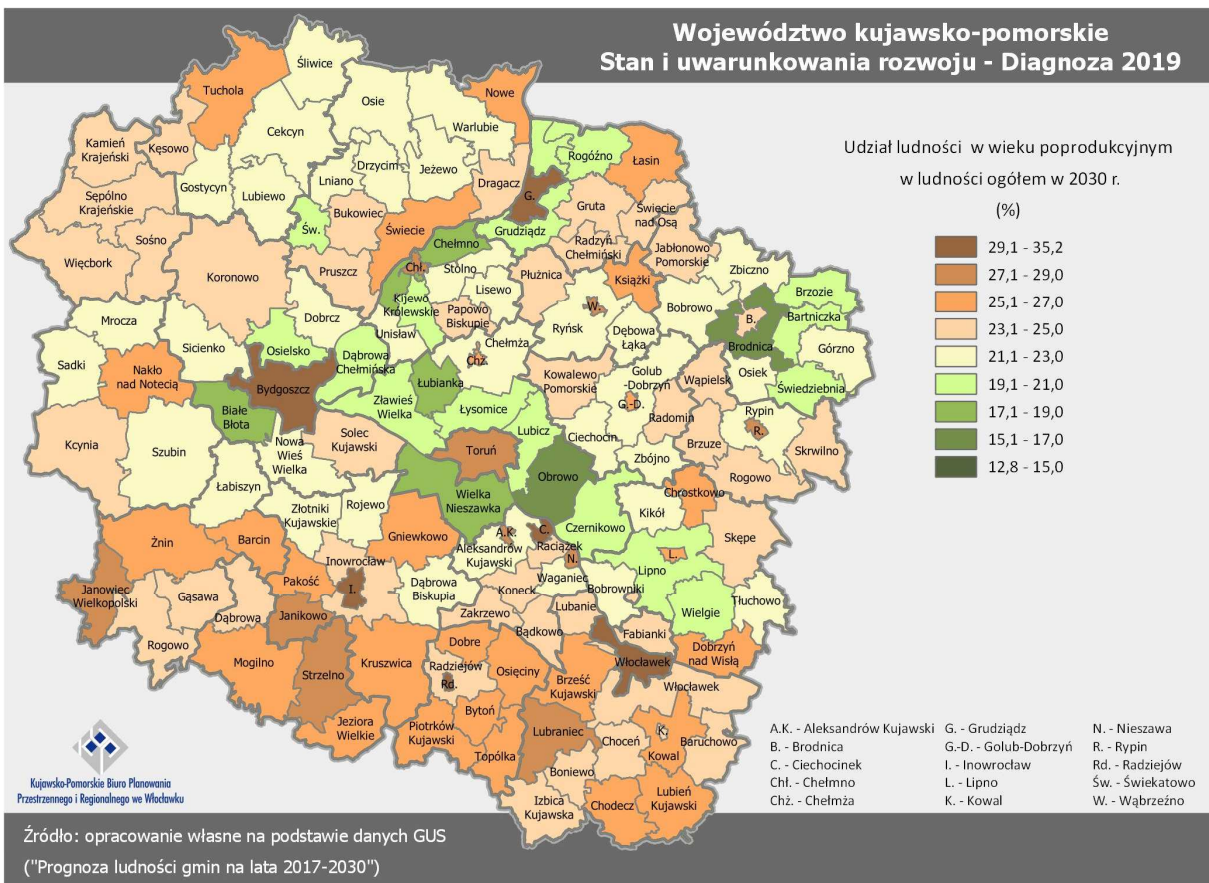 Województwo kujawsko-pomorskie
Stan i uwarunkowania rozwoju - Diagnoza 2019
Udział ludności w wieku poprodukcyjnym
w ludności ogółem w 2030 r.
(%)
29,1 - 35,2
27,1 - 29,0
25,1 - 27,0
23,1 - 25,0
21,1 - 23,0
19,1 - 21,0
17,1 - 19,0
15,1 - 17,0
12,8 - 15,0
Śliwice
Tuchola
Nowe
Osie
Warlubie
Cekcyn
Kamień
Krajeński
Kęsowo
Rogóźno
Łasin
Drzycim
Jeżewo
Lniano
Dragacz
Gostycyn
Lubiewo
G.
Sępólno
Krajeńskie
Bukowiec
Gruta
Świecie
nad Osą
Św.
Świecie
Grudziądz
Sośno
Chełmno
Radzyń
Chełmiński
Jabłonowo
Pomorskie
Więcbork
Koronowo
Pruszcz
Chł.
Stolno
Płużnica
Książki
Zbiczno
Lisewo
Brzozie
Kijewo
Królewskie
Papowo
Biskupie
W.
Bobrowo
Bartniczka
Mrocza
Dobrcz
Unisław
Ryńsk
Dębowa
Łąka
B.
Brodnica
Górzno
Sicienko
Osielsko
Chełmża
Sadki
Dąbrowa
Chełmińska
Chż.
Golub
-Dobrzyń
Osiek
Nakło
nad Notecią
Bydgoszcz
Łubianka
Kowalewo
Pomorskie
Wąpielsk
Świedziebnia
Białe
Błota
Zławieś
Wielka
Łysomice
G.-D.
Radomin
Rypin
R.
Kcynia
Szubin
Nowa
Wieś
Wielka
Solec
Kujawski
Toruń
Lubicz
Ciechocin
Brzuze
Skrwilno
Zbójno
Rogowo
Łabiszyn
Obrowo
Wielka
Nieszawka
Chrostkowo
Złotniki
Kujawskie
Rojewo
Kikół
Czernikowo
Skępe
Żnin
Barcin
Gniewkowo
A.K.
C.
Raciążek
Aleksandrów
Kujawski
N.
L.
Inowrocław
Lipno
Janowiec
Wielkopolski
Pakość
I.
Dąbrowa
Biskupia
Waganiec
Bobrowniki
Gąsawa
Koneck
Tłuchowo
Janikowo
Dąbrowa
Zakrzewo
Lubanie
Wielgie
Bądkowo
Fabianki
Rogowo
Dobre
Dobrzyń
nad Wisłą
Mogilno
Kruszwica
Radziejów
Osięciny
Włocławek
Strzelno
Rd.
Brześć
Kujawski
Włocławek
Bytoń
Jeziora
Wielkie
Piotrków
Kujawski
Lubraniec
Choceń
K.
Kowal
Baruchowo
Topólka
Boniewo
Izbica
Kujawska
Chodecz
Lubień
Kujawski
A.K. - Aleksandrów Kujawski
B. - Brodnica
C. - Ciechocinek
Chł. - Chełmno
Chż. - Chełmża
G. - Grudziądz
G.-D. - Golub-Dobrzyń
I. - Inowrocław
L. - Lipno
K. - Kowal
N. - Nieszawa
R. - Rypin
Rd. - Radziejów
Św. - Świekatowo
W. - Wąbrzeźno
Kujawsko-Pomorskie Biuro Planowania
Przestrzennego i Regionalnego we Włocławku
Źródło: opracowanie własne na podstawie danych GUS
("Prognoza ludności gmin na lata 2017-2030")